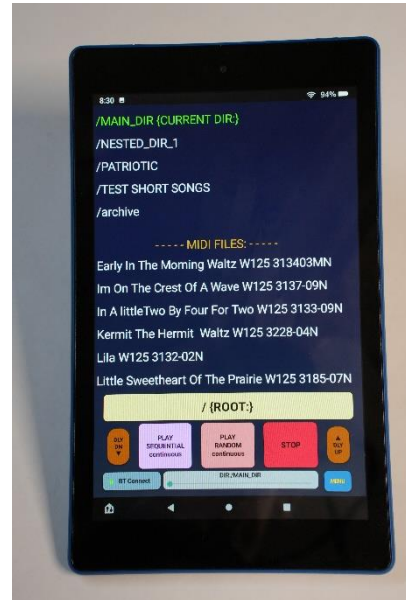 8:30
94%
/MAIN_DIR {CURRENT DIR:}
/NESTED_DIR_1
/PATRIOTIC
/TEST SHORT SONGS
/archive
- - - - - MIDI FILES: - - - - -
Early In The Morning Waltz W125 313403MN
Im On The Crest Of A Wave W125 3137-09N
In A littleTwo By Four For Two W125 3133-09N
Kermit The Hermit  Waltz W125 3228-04N
Lila W125 3132-02N
Little Sweetheart Of The Prairie W125 3185-07N
/ {ROOT:}
DLY
DN
▼
PLAY
SEQUENTIAL
continuous
PLAY
RANDOM
continuous
STOP
▲
DLY
UP
BT Connect
DIR:/MAIN_DIR
MENU